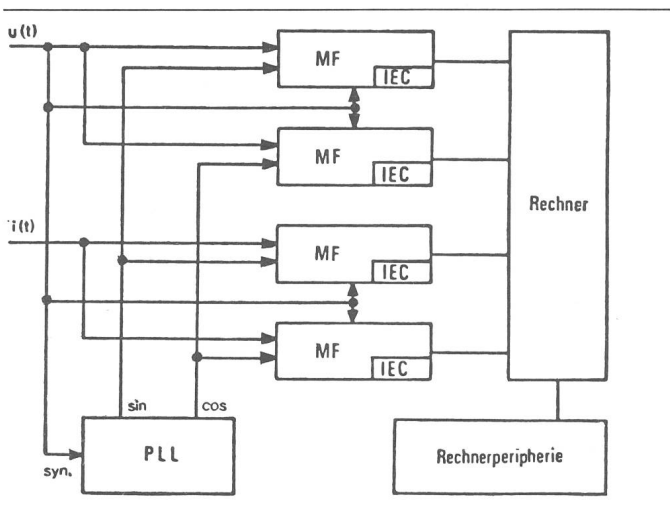 u(t)
MF
IEC
MF
IEC
Rechner
i(t)
MF
IEC
MF
IEC
sin
cos
PLL
syn.
Rechnerperipherie